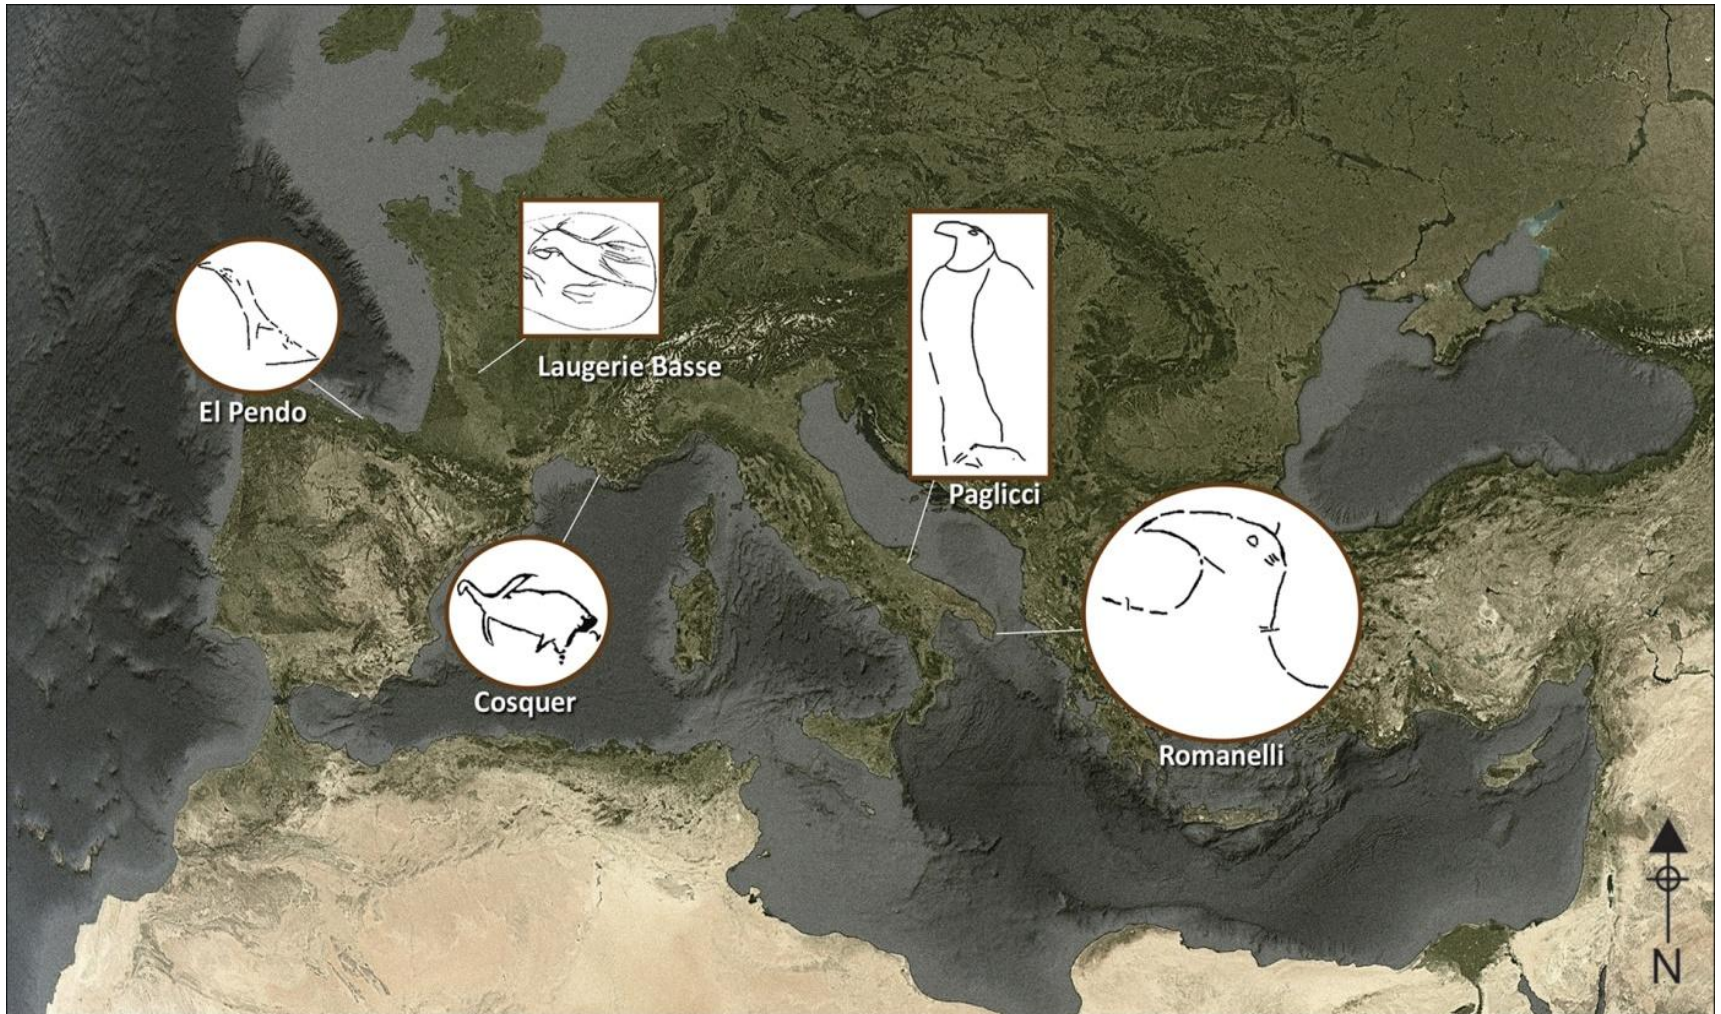 Laugerie Basse
El Pendo
Paglicci
Cosquer
Romanelli
N